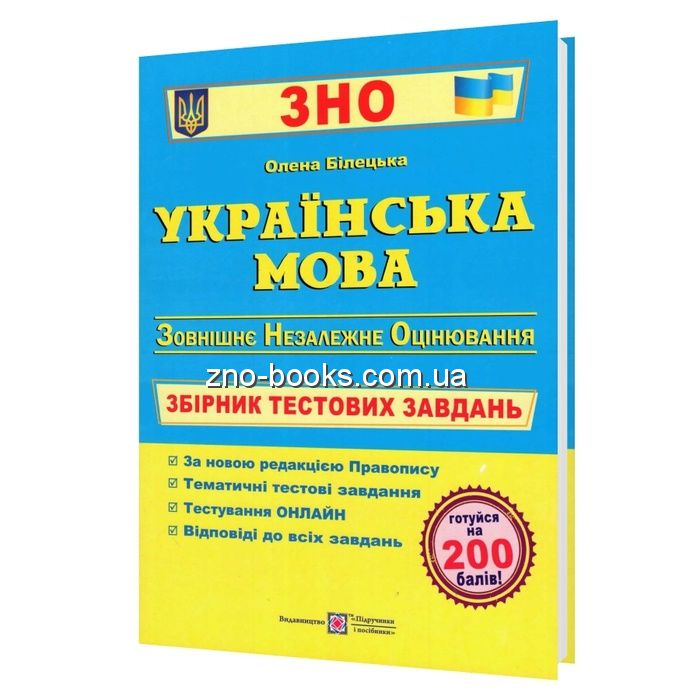 ЗНО
Олена Білецька
УКРАЇНСЬКА
МОВА
Зовнішнє Незалежне Оцінювання
zno-books.com.ua
ЗБІРНИК ТЕСТОВИХ ЗАВДАНЬ
За новою редакцією Правопису
Тематичні тестові завдання
Тестування ОНЛАЙН
Відповіді до всіх завдань
готуйся на
200
балів!
Видавництво «Підручники
і посібники»